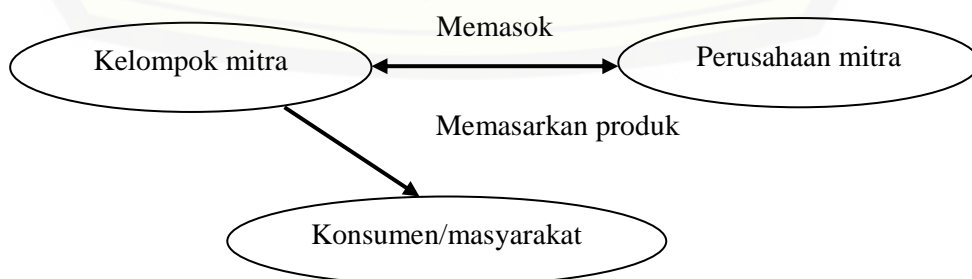 Memasok
Kelompok mitra
Perusahaan mitra
Memasarkan produk
Konsumen/masyarakat